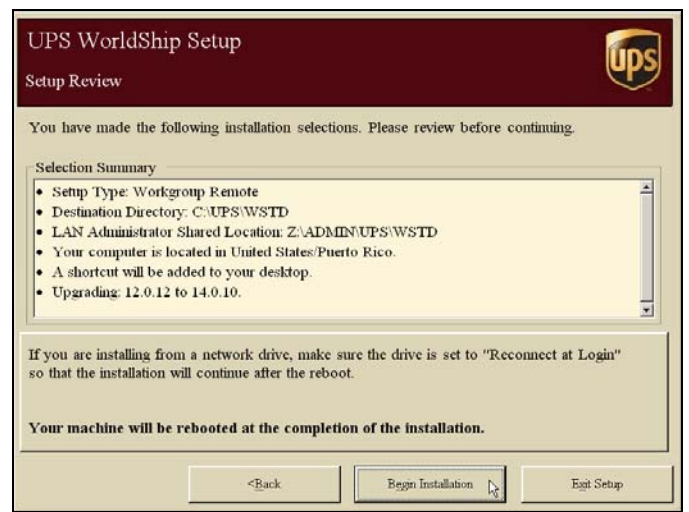 UPS WorldShip Setup
ups
Setup Review
You have made the following installation selections. Please review before continuing.
Selection Summary
• Setup Type: Workgroup Remote
• Destination Directory: C:\UPS\WSTD
• LAN Administrator Shared Location: Z:\ADMIN\UPS\WSTD
• Your computer is located in United States/Puerto Rico.
• A shortcut will be added to your desktop.
• Upgrading: 12.0.12 to 14.0.10.
If you are installing from a network drive, make sure the drive is set to "Reconnect at Login"
so that the installation will continue after the reboot.
Your machine will be rebooted at the completion of the installation.
<Back Begin Installation Exit Setup